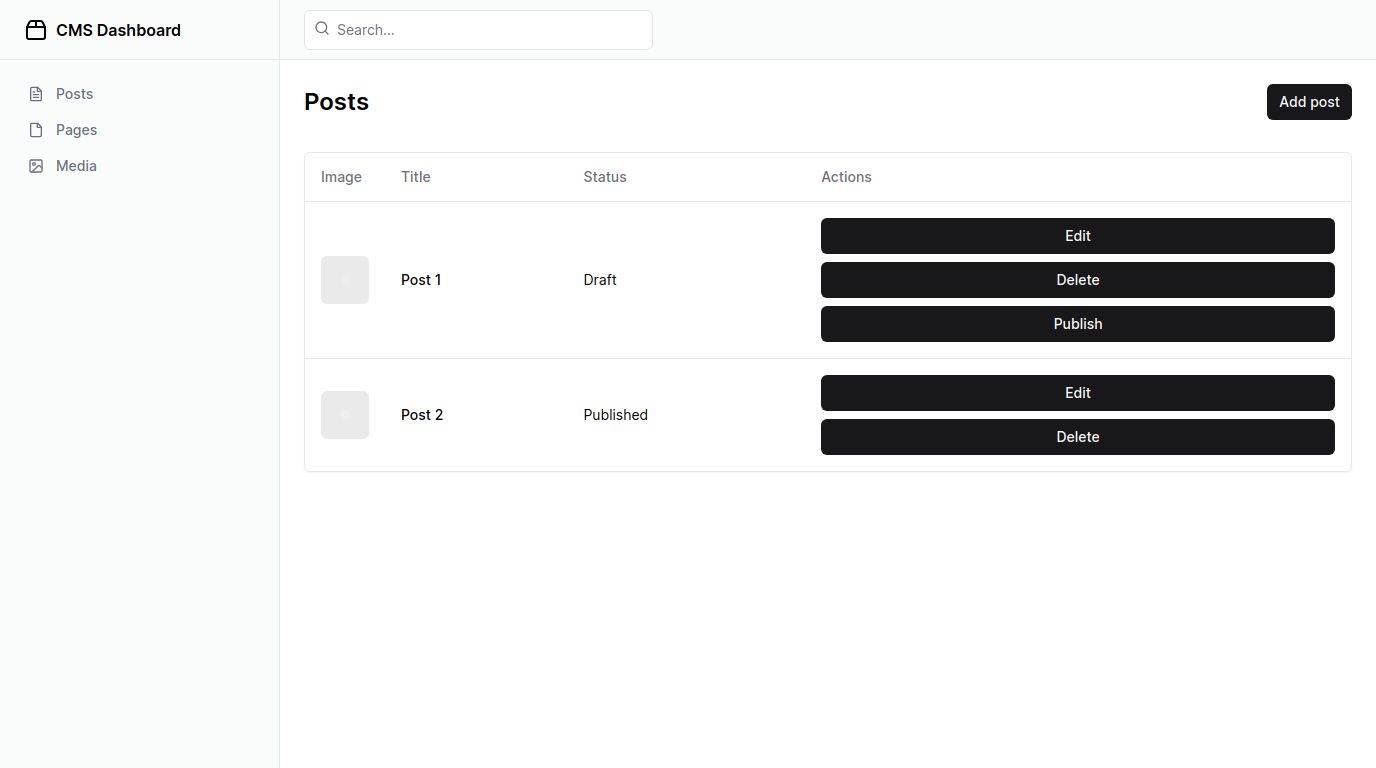 CMS Dashboard
Search...
Posts
Pages
Media
Posts
Add post
Image Title Status Actions
Post 1 Draft
Edit
Delete
Publish
Post 2 Published
Edit
Delete